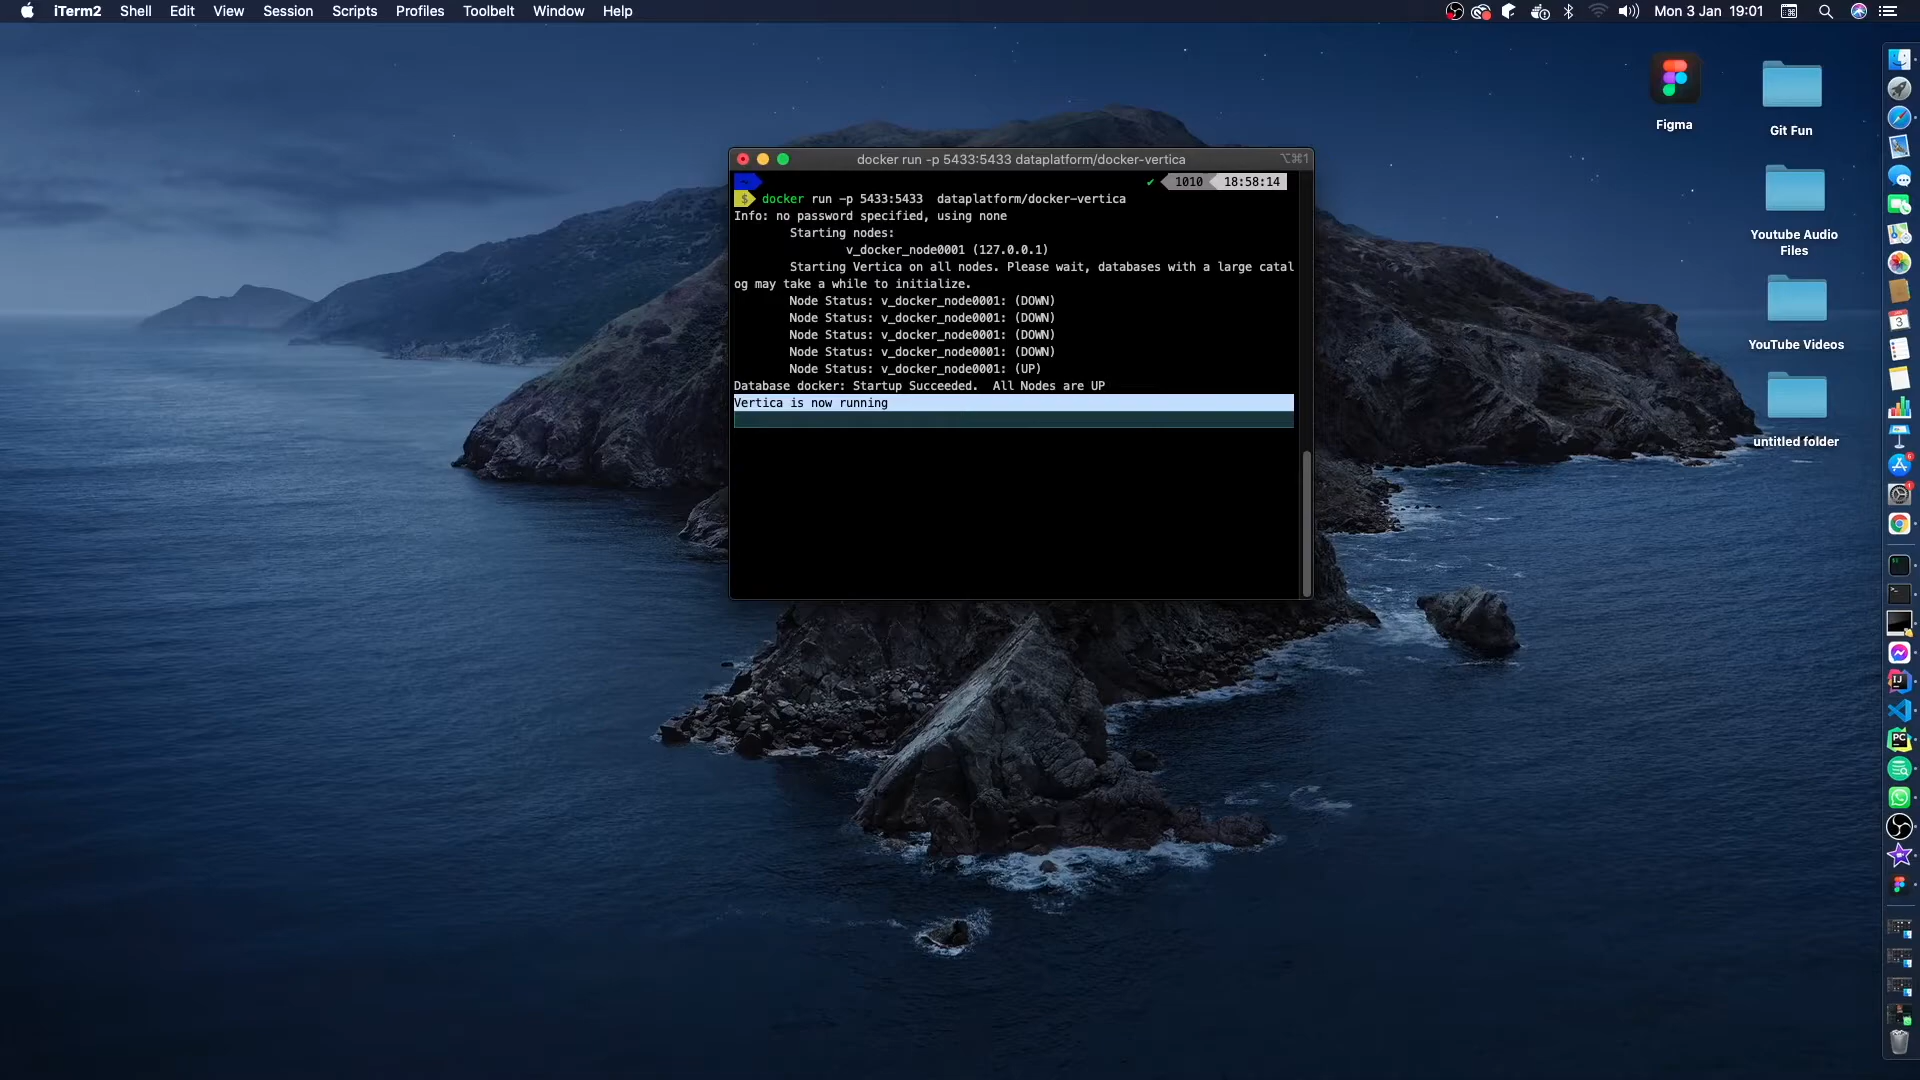 iTerm2 Shell Edit View Session Scripts Profiles Toolbelt Window Help Mon 3 Jan 19:01
Figma
Git Fun
Youtube Audio
Files
YouTube Videos
untitled folder
docker run -p 5433:5433 dataplatform/docker-vertica ⌥⌘1
~ ✔ 1010 18:58:14
$ docker run -p 5433:5433  dataplatform/docker-vertica
Info: no password specified, using none
Starting nodes:
v_docker_node0001 (127.0.0.1)
Starting Vertica on all nodes. Please wait, databases with a large catal
og may take a while to initialize.
Node Status: v_docker_node0001: (DOWN)
Node Status: v_docker_node0001: (DOWN)
Node Status: v_docker_node0001: (DOWN)
Node Status: v_docker_node0001: (DOWN)
Node Status: v_docker_node0001: (UP)
Database docker: Startup Succeeded.  All Nodes are UP
Vertica is now running